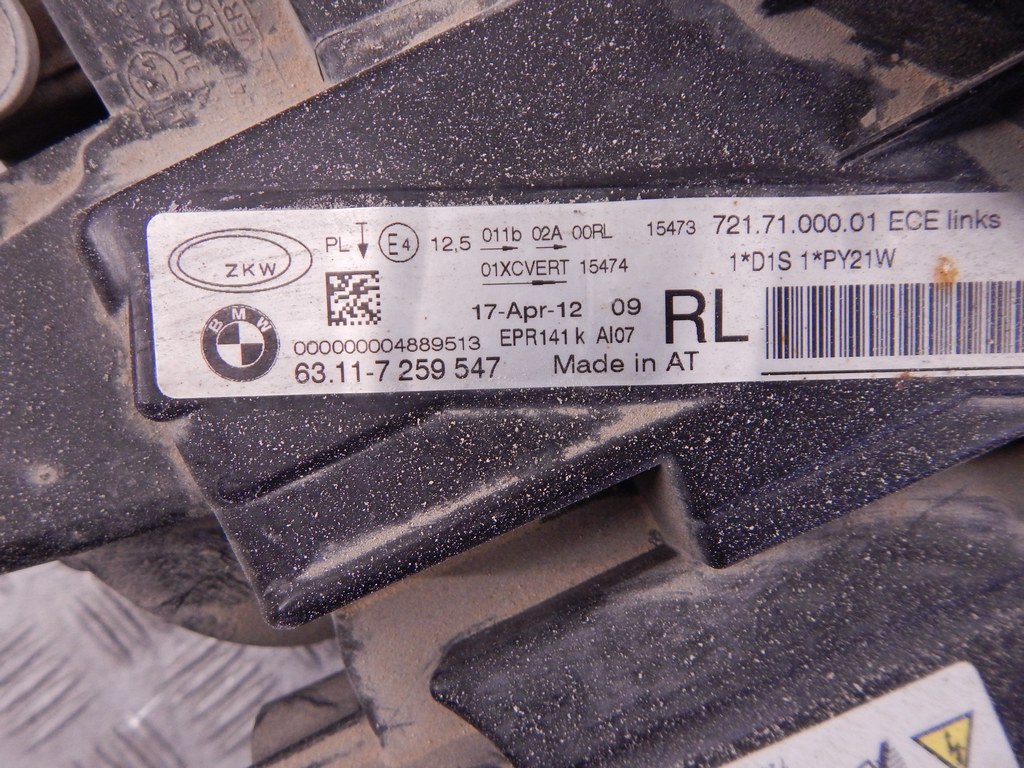 ZKW
PL E4 12,5 011b 02A 00RL 15473 721.71.000.01 ECE links
01XCVERT 15474 1*D1S 1*PY21W
BMW
17-Apr-12 09 RL
000000004889513 EPR141 k AI07
63.11-7 259 547 Made in AT